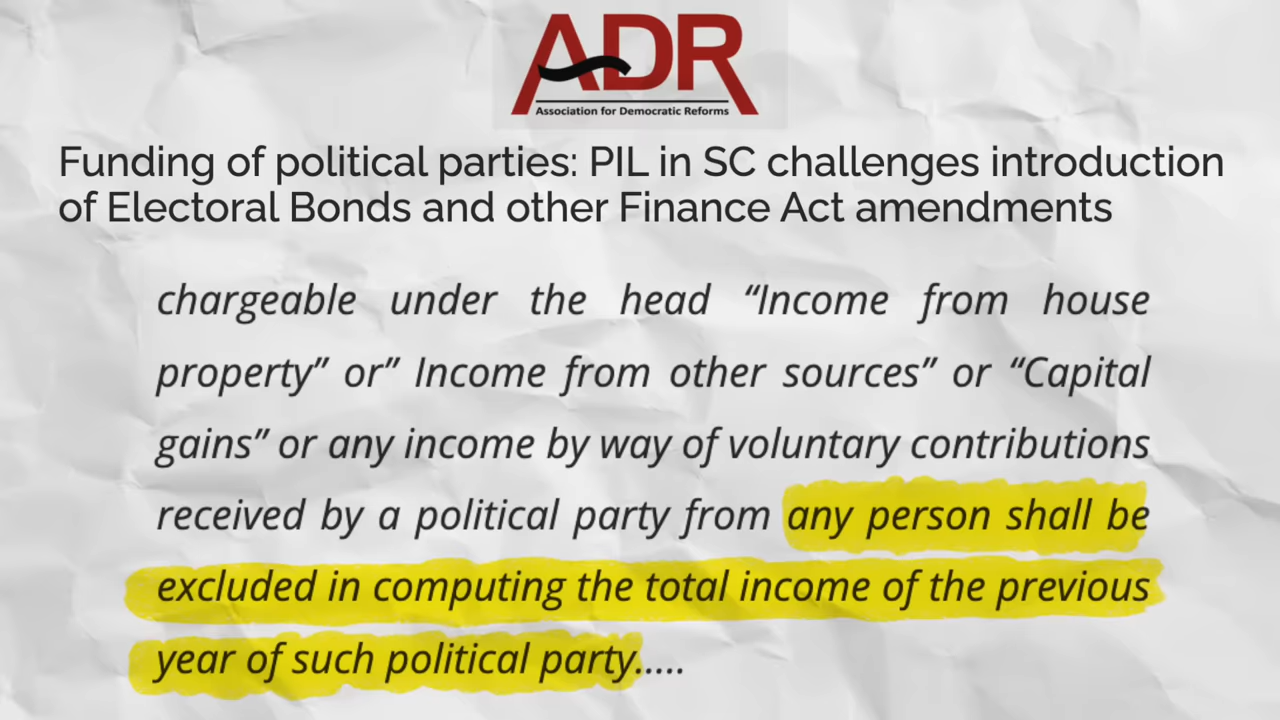 ADR
Association for Democratic Reforms
Funding of political parties: PIL in SC challenges introduction
of Electoral Bonds and other Finance Act amendments
chargeable under the head “Income from house
property” or” Income from other sources” or “Capital
gains” or any income by way of voluntary contributions
received by a political party from any person shall be
excluded in computing the total income of the previous
year of such political party.....